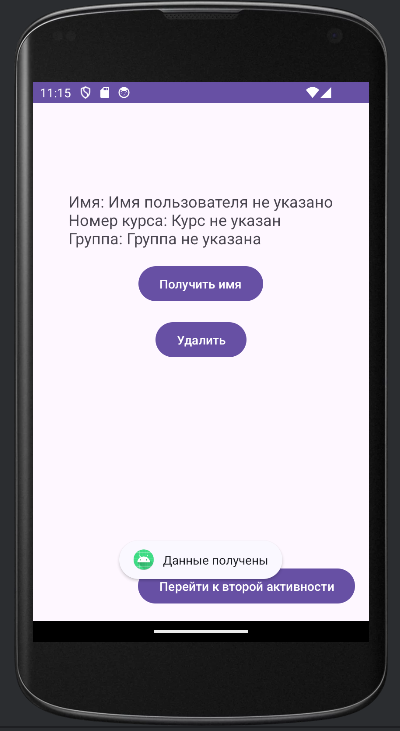 11:15
Имя: Имя пользователя не указано
Номер курса: Курс не указан
Группа: Группа не указана
Получить имя
Удалить
Данные получены
Перейти к второй активности